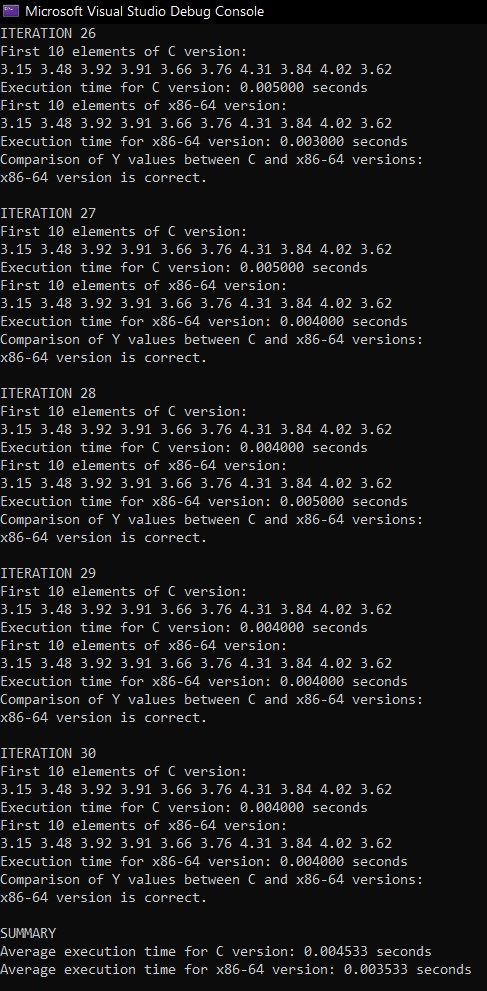 Microsoft Visual Studio Debug Console
ITERATION 26
First 10 elements of C version:
3.15 3.48 3.92 3.91 3.66 3.76 4.31 3.84 4.02 3.62
Execution time for C version: 0.005000 seconds
First 10 elements of x86-64 version:
3.15 3.48 3.92 3.91 3.66 3.76 4.31 3.84 4.02 3.62
Execution time for x86-64 version: 0.003000 seconds
Comparison of Y values between C and x86-64 versions:
x86-64 version is correct.

ITERATION 27
First 10 elements of C version:
3.15 3.48 3.92 3.91 3.66 3.76 4.31 3.84 4.02 3.62
Execution time for C version: 0.005000 seconds
First 10 elements of x86-64 version:
3.15 3.48 3.92 3.91 3.66 3.76 4.31 3.84 4.02 3.62
Execution time for x86-64 version: 0.004000 seconds
Comparison of Y values between C and x86-64 versions:
x86-64 version is correct.

ITERATION 28
First 10 elements of C version:
3.15 3.48 3.92 3.91 3.66 3.76 4.31 3.84 4.02 3.62
Execution time for C version: 0.004000 seconds
First 10 elements of x86-64 version:
3.15 3.48 3.92 3.91 3.66 3.76 4.31 3.84 4.02 3.62
Execution time for x86-64 version: 0.005000 seconds
Comparison of Y values between C and x86-64 versions:
x86-64 version is correct.

ITERATION 29
First 10 elements of C version:
3.15 3.48 3.92 3.91 3.66 3.76 4.31 3.84 4.02 3.62
Execution time for C version: 0.004000 seconds
First 10 elements of x86-64 version:
3.15 3.48 3.92 3.91 3.66 3.76 4.31 3.84 4.02 3.62
Execution time for x86-64 version: 0.004000 seconds
Comparison of Y values between C and x86-64 versions:
x86-64 version is correct.

ITERATION 30
First 10 elements of C version:
3.15 3.48 3.92 3.91 3.66 3.76 4.31 3.84 4.02 3.62
Execution time for C version: 0.004000 seconds
First 10 elements of x86-64 version:
3.15 3.48 3.92 3.91 3.66 3.76 4.31 3.84 4.02 3.62
Execution time for x86-64 version: 0.004000 seconds
Comparison of Y values between C and x86-64 versions:
x86-64 version is correct.

SUMMARY
Average execution time for C version: 0.004533 seconds
Average execution time for x86-64 version: 0.003533 seconds